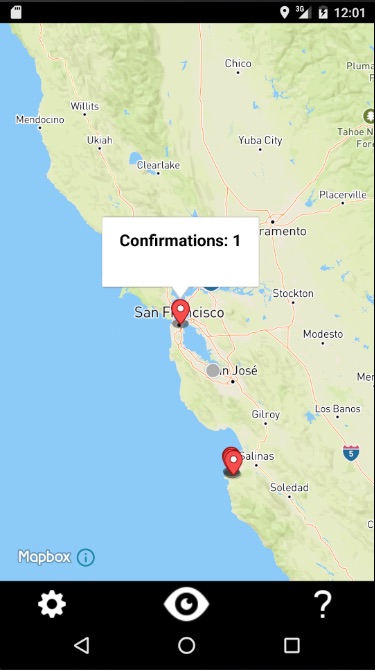 3G 12:01
Chico
Pluma
Willits
Mendocino
Ukiah
Yuba City
Tahoe N
Fore
Clearlake
Placerville
Confirmations: 1
ramento
Stockton
San Francisco
Modesto
n José
Mer
Los Banos
Gilroy
5
Salinas
Soledad
Mapbox i
?